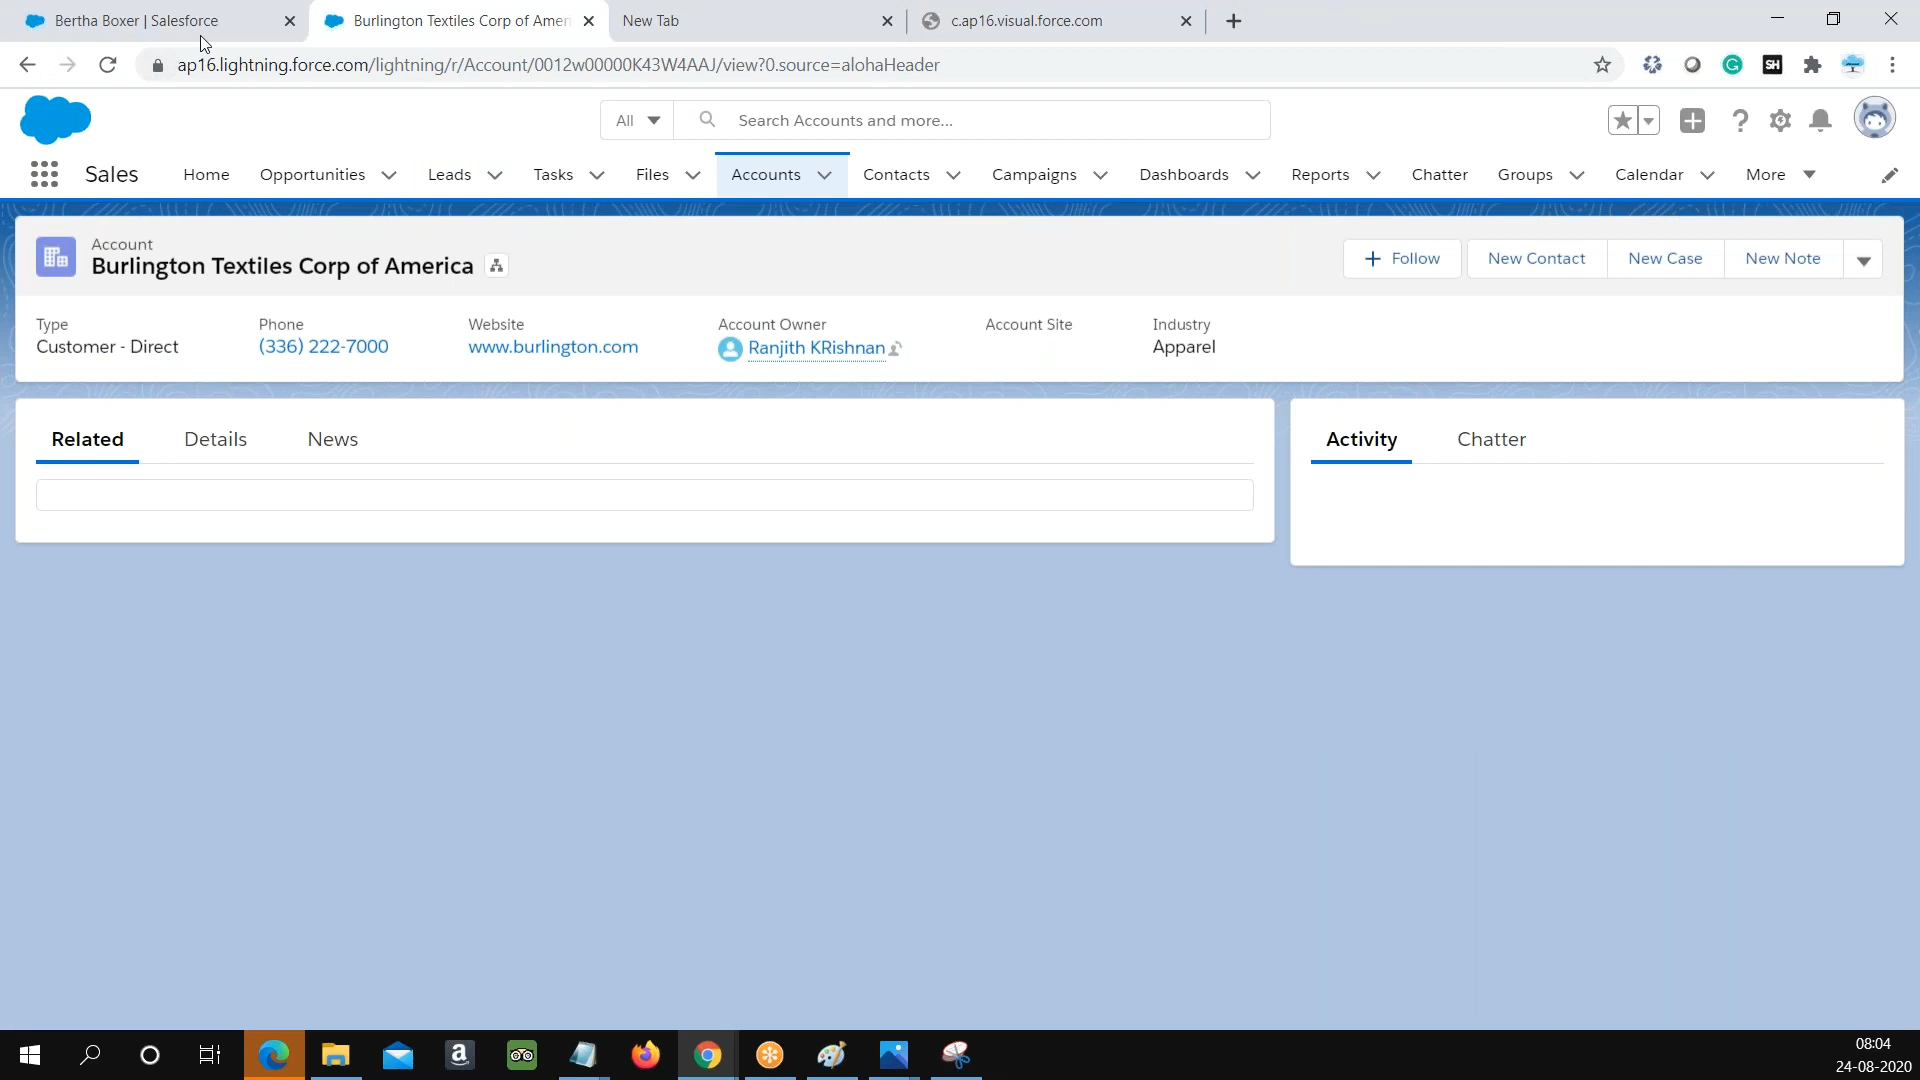 Bertha Boxer | Salesforce
Burlington Textiles Corp of Amer
New Tab
c.ap16.visual.force.com
ap16.lightning.force.com/lightning/r/Account/0012w00000K43W4AAJ/view?0.source=alohaHeader
SH
All
Search Accounts and more...
Sales
Home
Opportunities
Leads
Tasks
Files
Accounts
Contacts
Campaigns
Dashboards
Reports
Chatter
Groups
Calendar
More
Account
Burlington Textiles Corp of America
Follow
New Contact
New Case
New Note
Type
Customer - Direct
Phone
(336) 222-7000
Website
www.burlington.com
Account Owner
Ranjith KRishnan
Account Site
Industry
Apparel
Related
Details
News
Activity
Chatter
08:04
24-08-2020